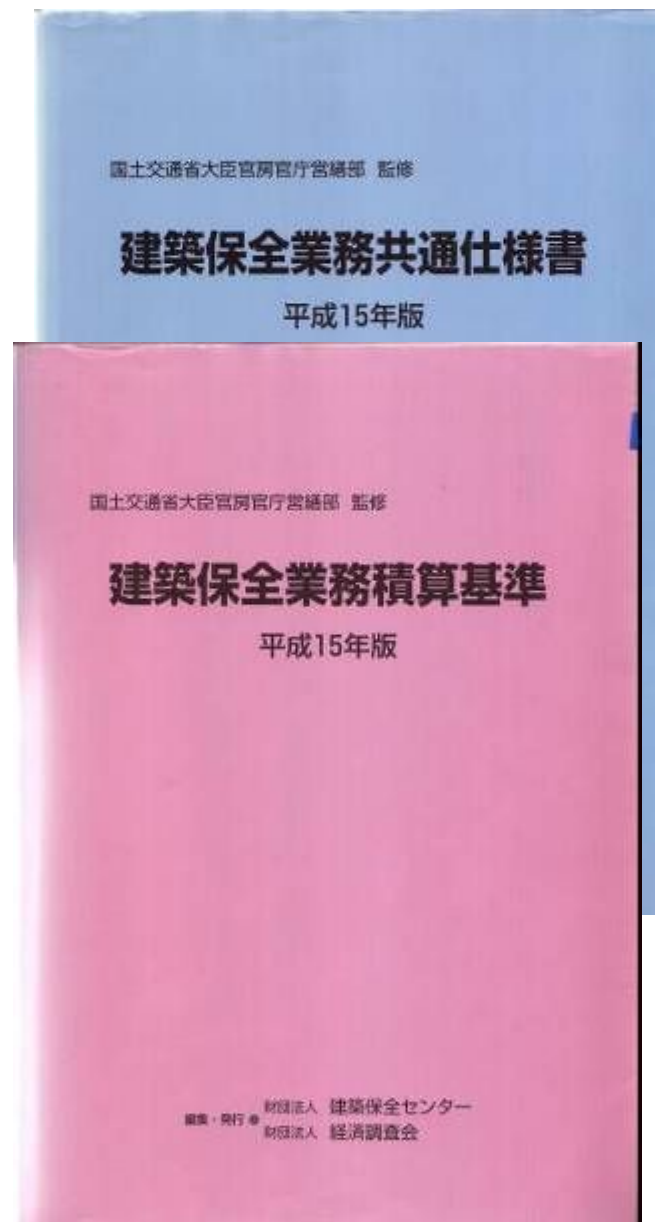 国土交通省大臣官房官庁営繕部 監修
建築保全業務共通仕様書
平成15年版
国土交通省大臣官房官庁営繕部 監修
建築保全業務積算基準
平成15年版
編集・発行● 財団法人 建築保全センター
財団法人 経済調査会